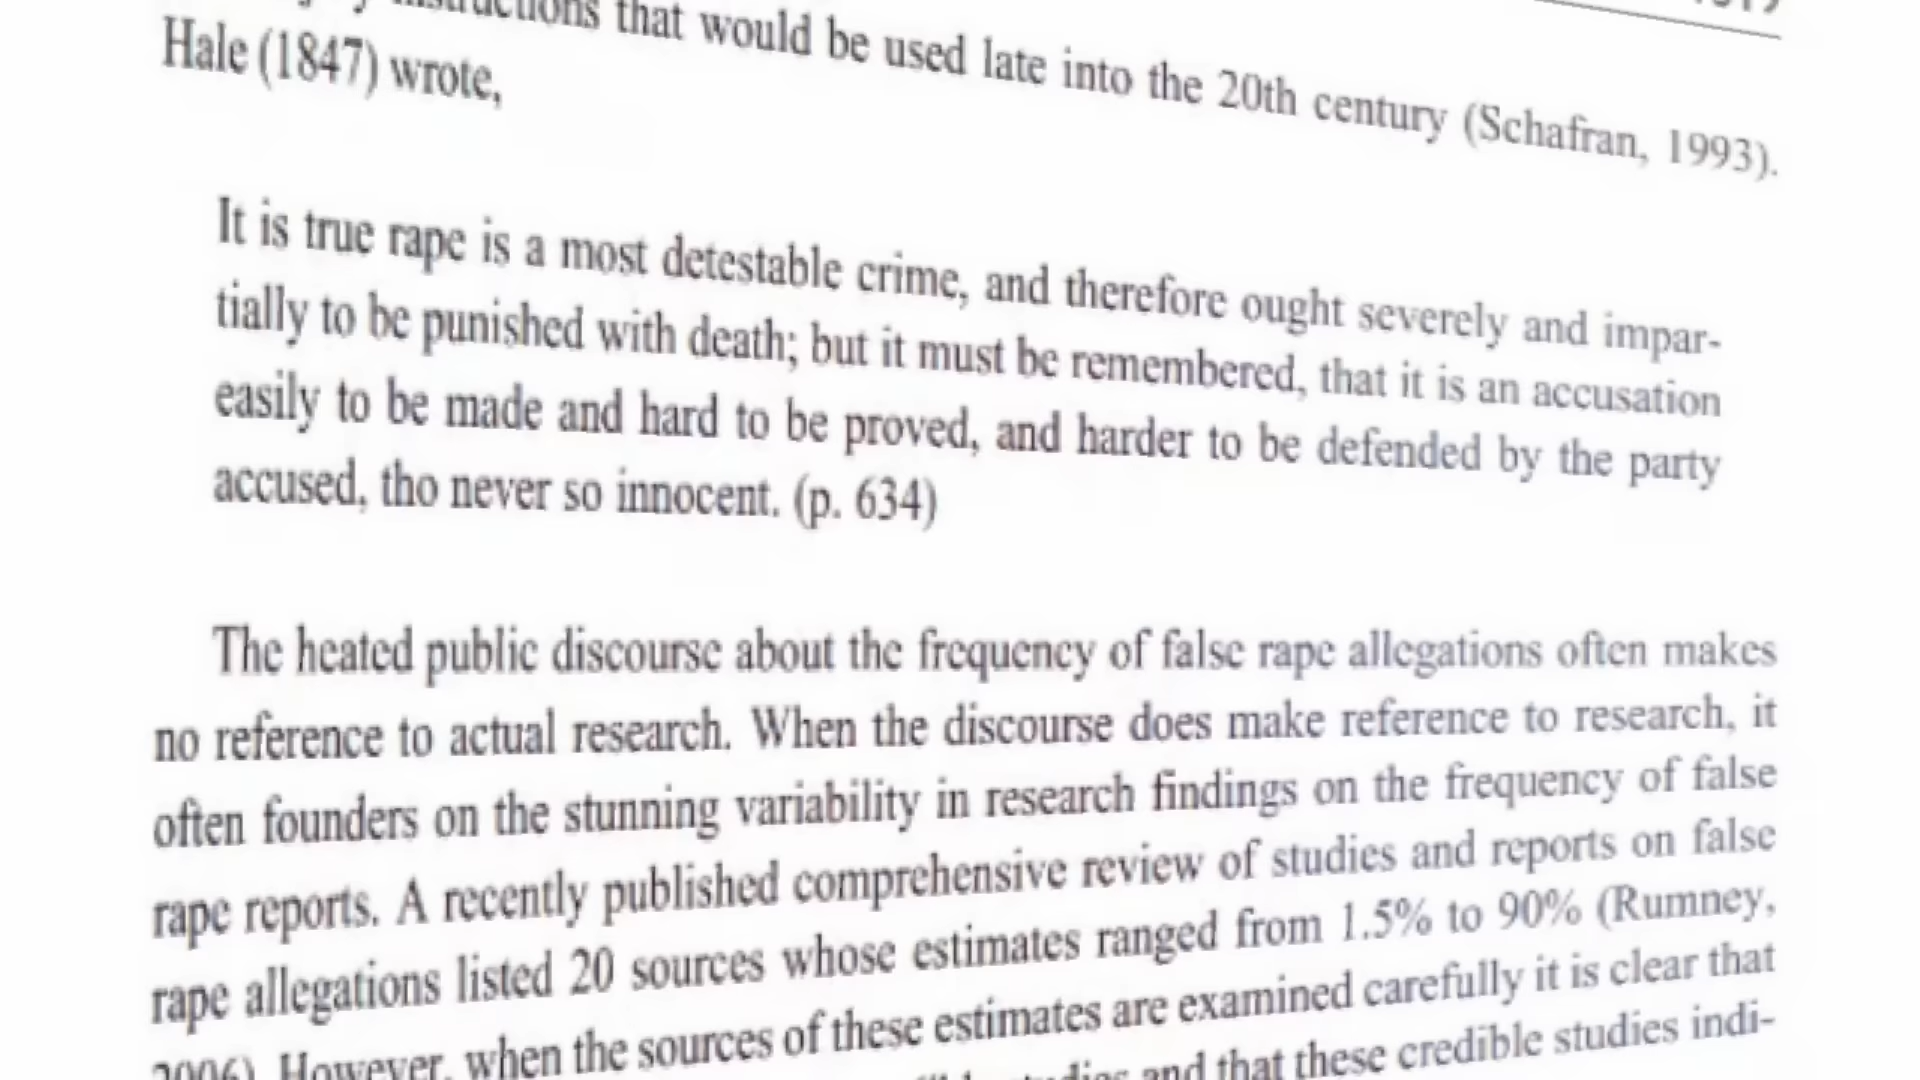 that would be used late into the 20th century (Schafran, 1993).
Hale (1847) wrote,
It is true rape is a most detestable crime, and therefore ought severely and impar-
tially to be punished with death; but it must be remembered, that it is an accusation
easily to be made and hard to be proved, and harder to be defended by the party
accused, tho never so innocent. (p. 634)
The heated public discourse about the frequency of false rape allegations often makes
no reference to actual research. When the discourse does make reference to research, it
often founders on the stunning variability in research findings on the frequency of false
rape reports. A recently published comprehensive review of studies and reports on false
rape allegations listed 20 sources whose estimates ranged from 1.5% to 90% (Rumney,
2006). However, when the sources of these estimates are examined carefully it is clear that
and that these credible studies indi-